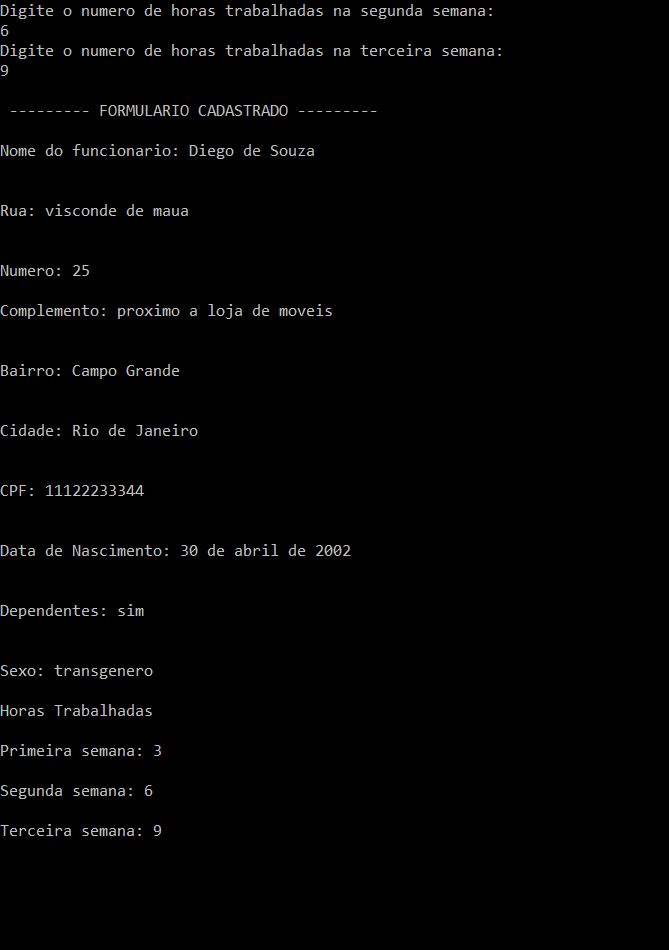 Digite o numero de horas trabalhadas na segunda semana:
6
Digite o numero de horas trabalhadas na terceira semana:
9
--------- FORMULARIO CADASTRADO ---------
Nome do funcionario: Diego de Souza
Rua: visconde de maua
Numero: 25
Complemento: proximo a loja de moveis
Bairro: Campo Grande
Cidade: Rio de Janeiro
CPF: 11122233344
Data de Nascimento: 30 de abril de 2002
Dependentes: sim
Sexo: transgenero
Horas Trabalhadas
Primeira semana: 3
Segunda semana: 6
Terceira semana: 9